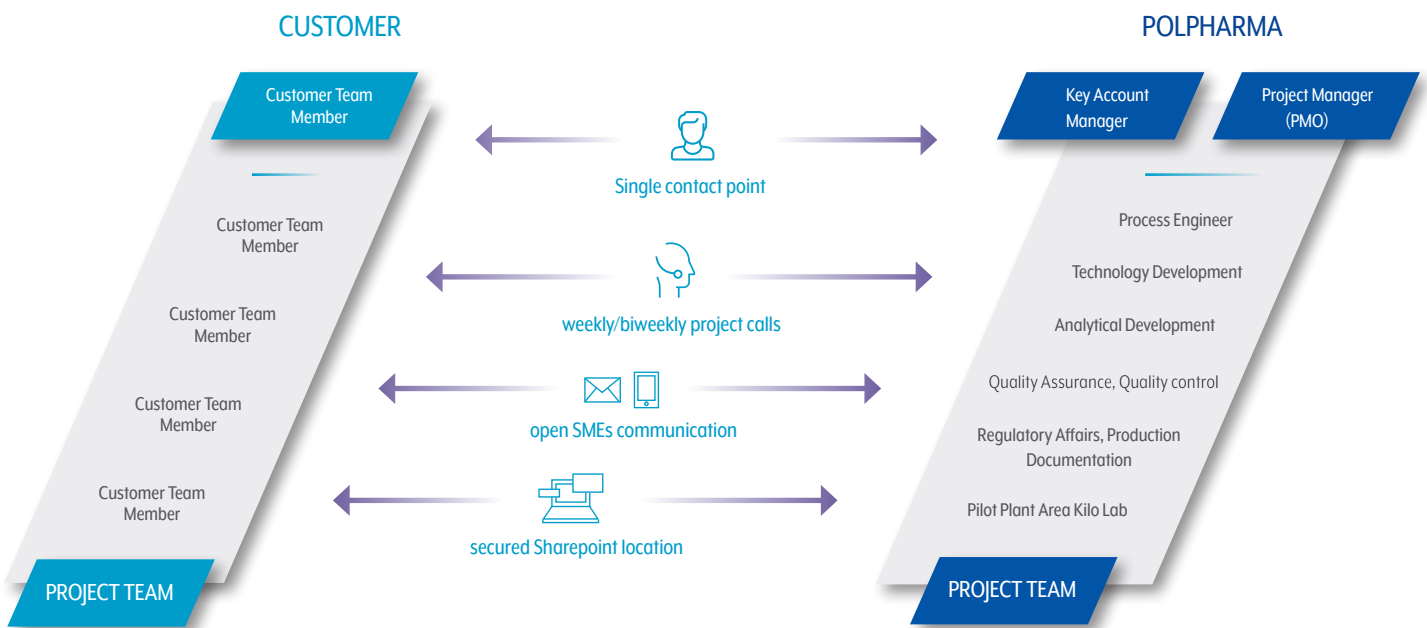 CUSTOMER
Customer Team
Member
Customer Team
Member
Customer Team
Member
Customer Team
Member
Customer Team
Member
PROJECT TEAM
Single contact point
weekly/biweekly project calls
open SMEs communication
secured Sharepoint location
POLPHARMA
Key Account
Manager
Project Manager
(PMO)
Process Engineer
Technology Development
Analytical Development
Quality Assurance, Quality control
Regulatory Affairs, Production
Documentation
Pilot Plant Area Kilo Lab
PROJECT TEAM